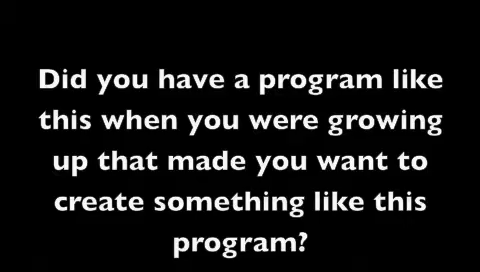 Did you have a program like
this when you were growing
up that made you want to
create something like this
program?